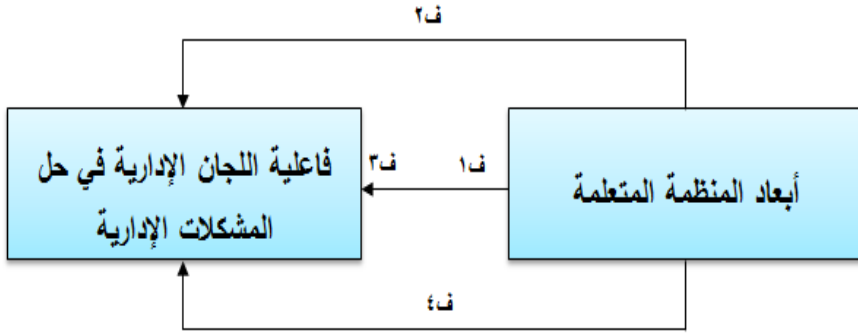 ف٢
أبعاد المنظمة المتعلمة
ف١
ف٣
فاعلية اللجان الإدارية في حل
المشكلات الإدارية
ف٤